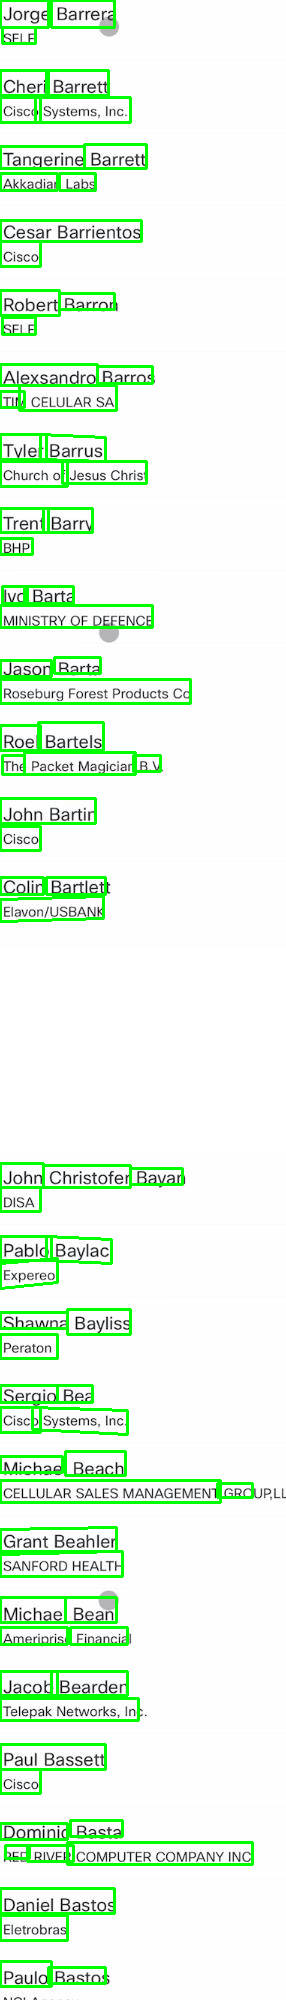 Jorge Barrera
SELF
Cheri Barrett
Cisco Systems, Inc.
Tangerine Barrett
Akkadian Labs
Cesar Barrientos
Cisco
Robert Barron
SELF
Alexsandro Barros
TIM CELULAR SA
Tyler Barrus
Church of Jesus Christ
Trent Barry
BHP
Ivo Barta
MINISTRY OF DEFENCE
Jason Barta
Roseburg Forest Products Co
Roel Bartels
The Packet Magician B.V.
John Bartin
Cisco
Colin Bartlett
Elavon/USBANK
John Christofer Bayan
DISA
Pablo Baylac
Expereo
Shawna Bayliss
Peraton
Sergio Bea
Cisco Systems, Inc.
Michael Beach
CELLULAR SALES MANAGEMENT GROUP,LL
Grant Beahler
SANFORD HEALTH
Michael Bean
Ameriprise Financial
Jacob Bearden
Telepak Networks, Inc.
Paul Bassett
Cisco
Dominic Basta
RED RIVER COMPUTER COMPANY INC
Daniel Bastos
Eletrobras
Paulo Bastos